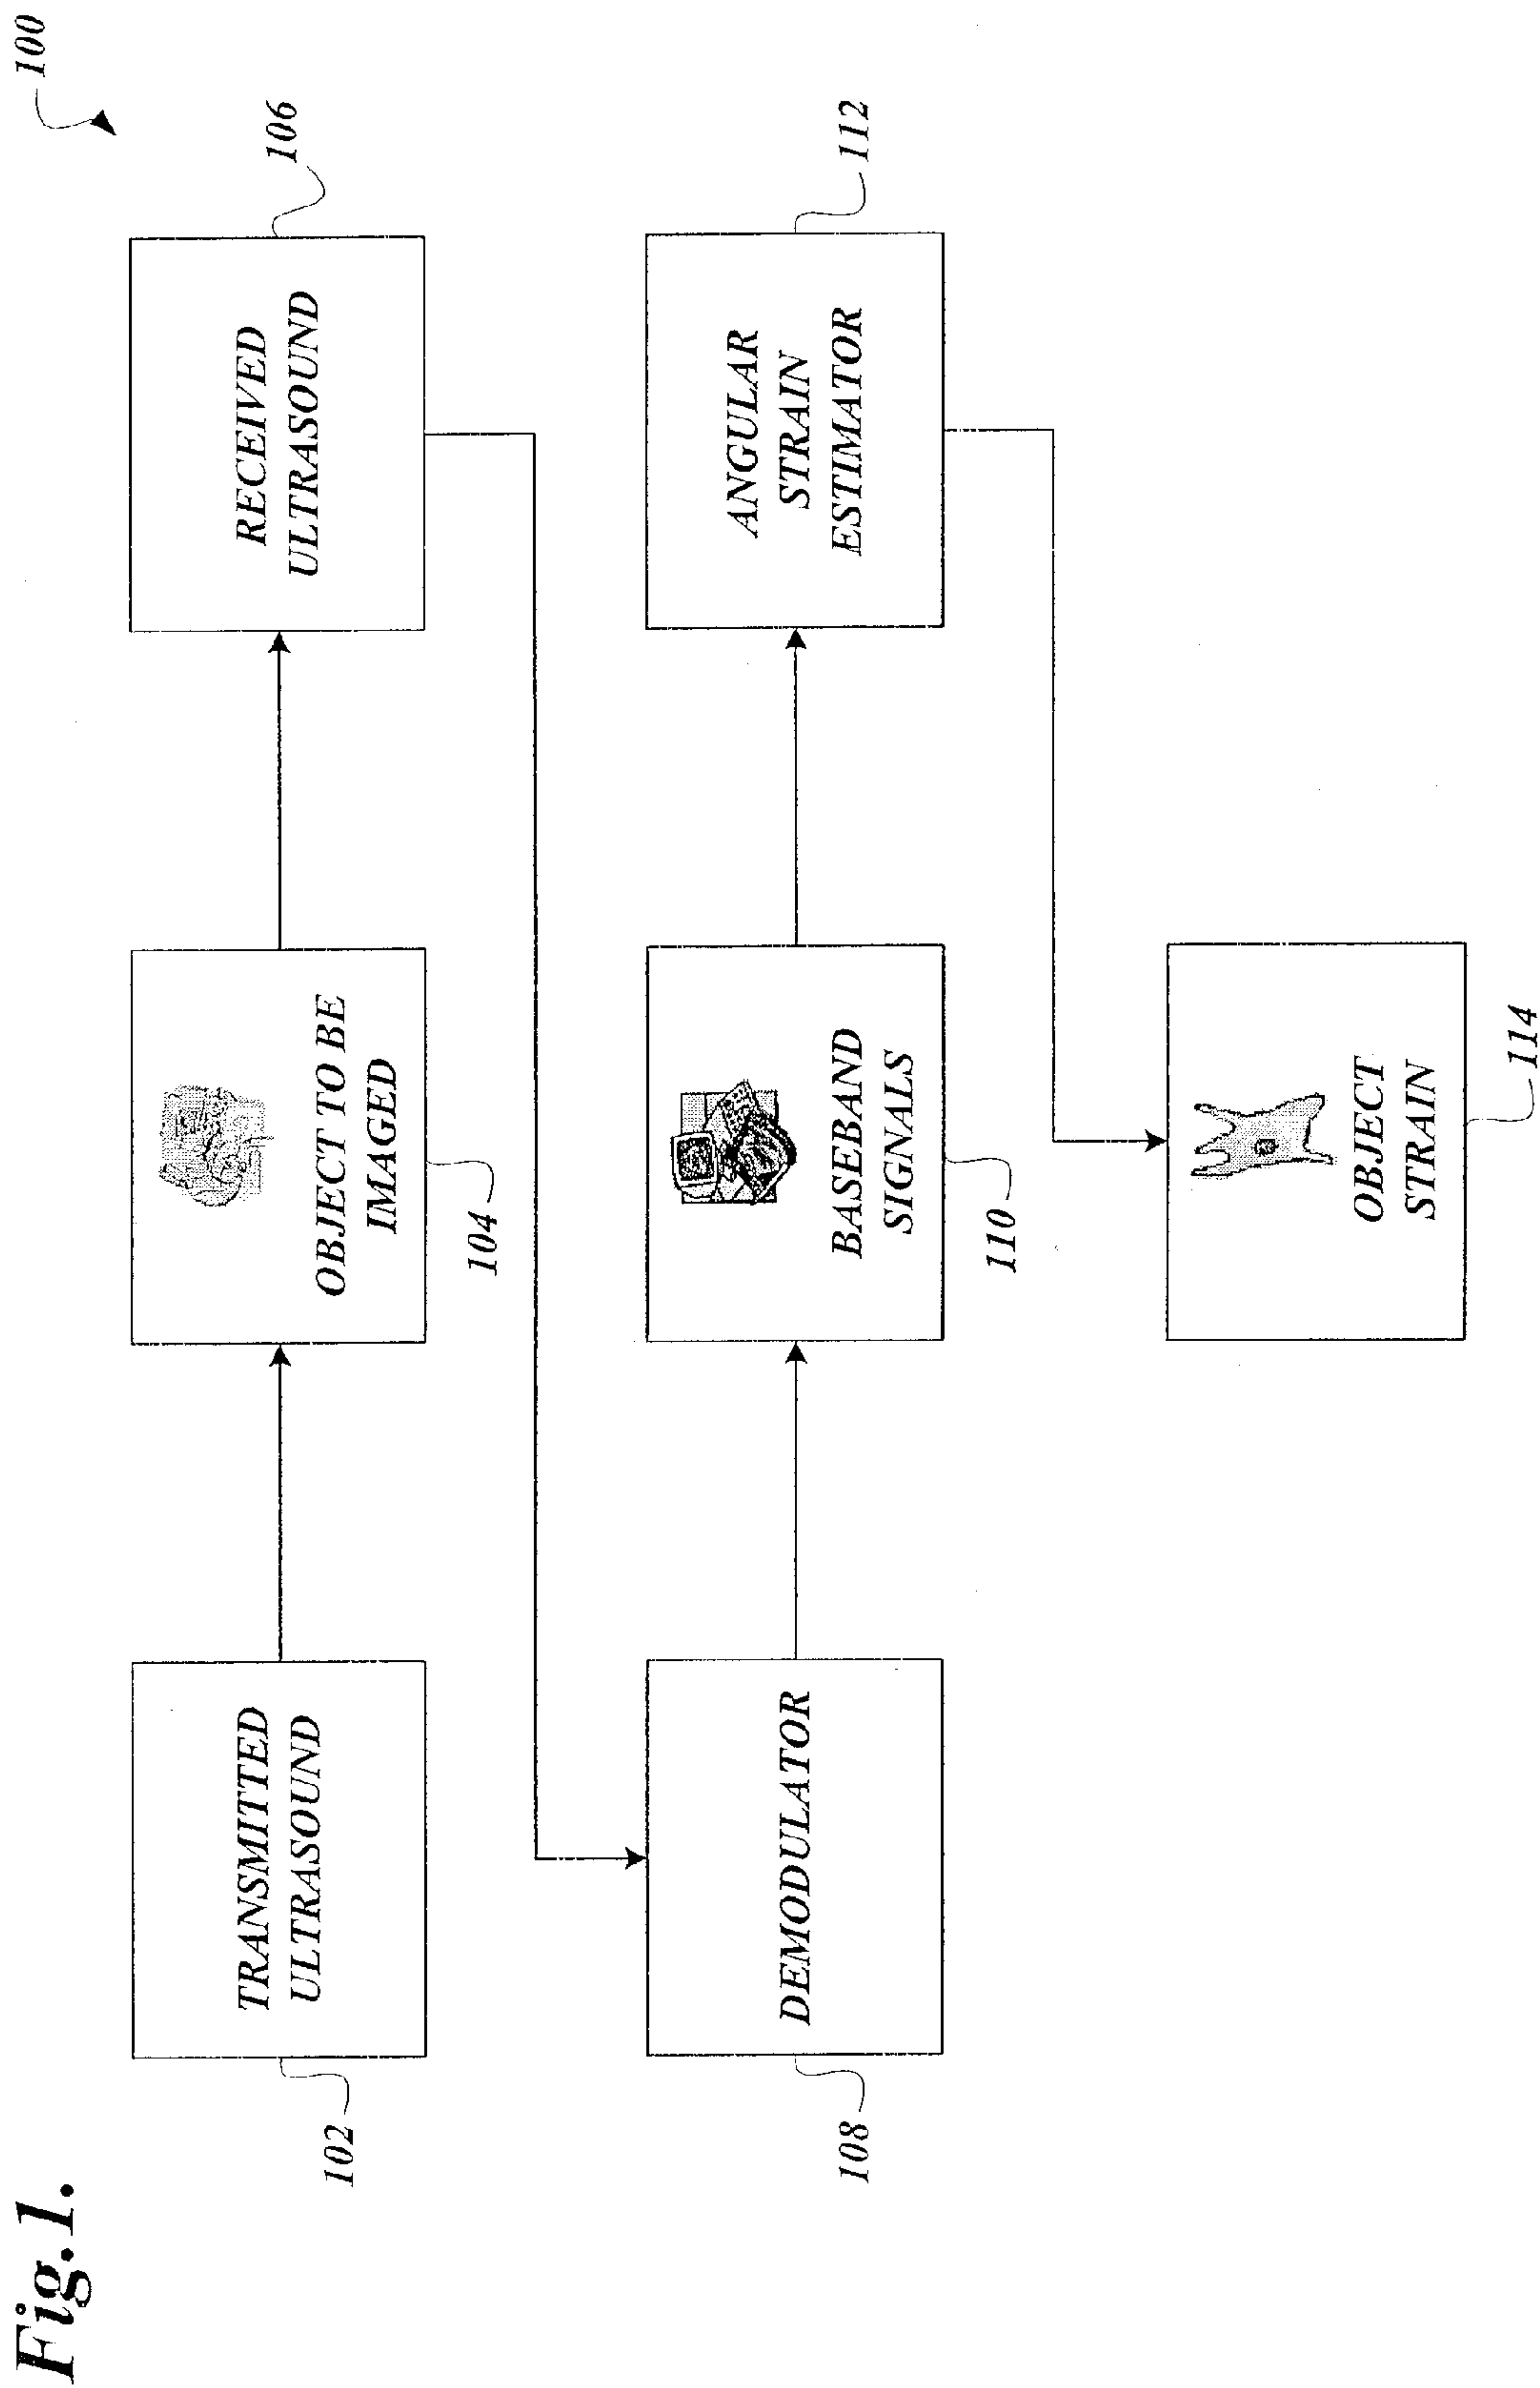 Fig.1.
100
TRANSMITTED
ULTRASOUND
102
OBJECT TO BE
IMAGED
104
RECEIVED
ULTRASOUND
106
DEMODULATOR
108
BASEBAND
SIGNALS
110
ANGULAR
STRAIN
ESTIMATOR
112
OBJECT
STRAIN
114